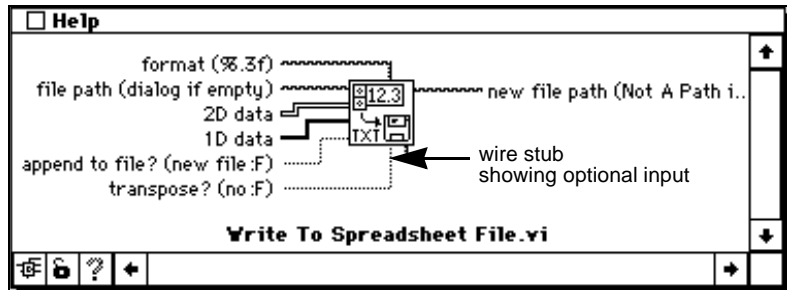 Help
format (%.3f)
file path (dialog if empty)
2D data
1D data
append to file? (new file:F)
transpose? (no:F)
12.3
TXT
new file path (Not A Path i..
wire stub
showing optional input
Write To Spreadsheet File.vi
?